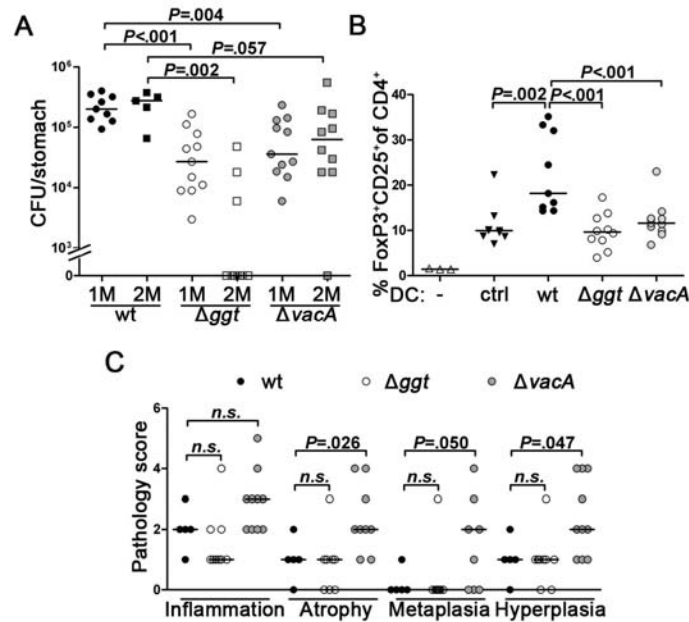 A
P=.004
P<.001
P=.057
P=.002
CFU/stomach
10⁶
10⁵
10⁴
10³
0
1M 2M 1M 2M 1M 2M
wt Δggt ΔvacA
B
P<.001
P=.002 P<.001
% FoxP3⁺CD25⁺of CD4⁺
40
30
20
10
0
DC: - ctrl wt Δggt ΔvacA
C
wt Δggt ΔvacA
Pathology score
6
4
2
0
n.s.
n.s.
P=.026
n.s.
P=.050
n.s.
P=.047
n.s.
Inflammation Atrophy Metaplasia Hyperplasia